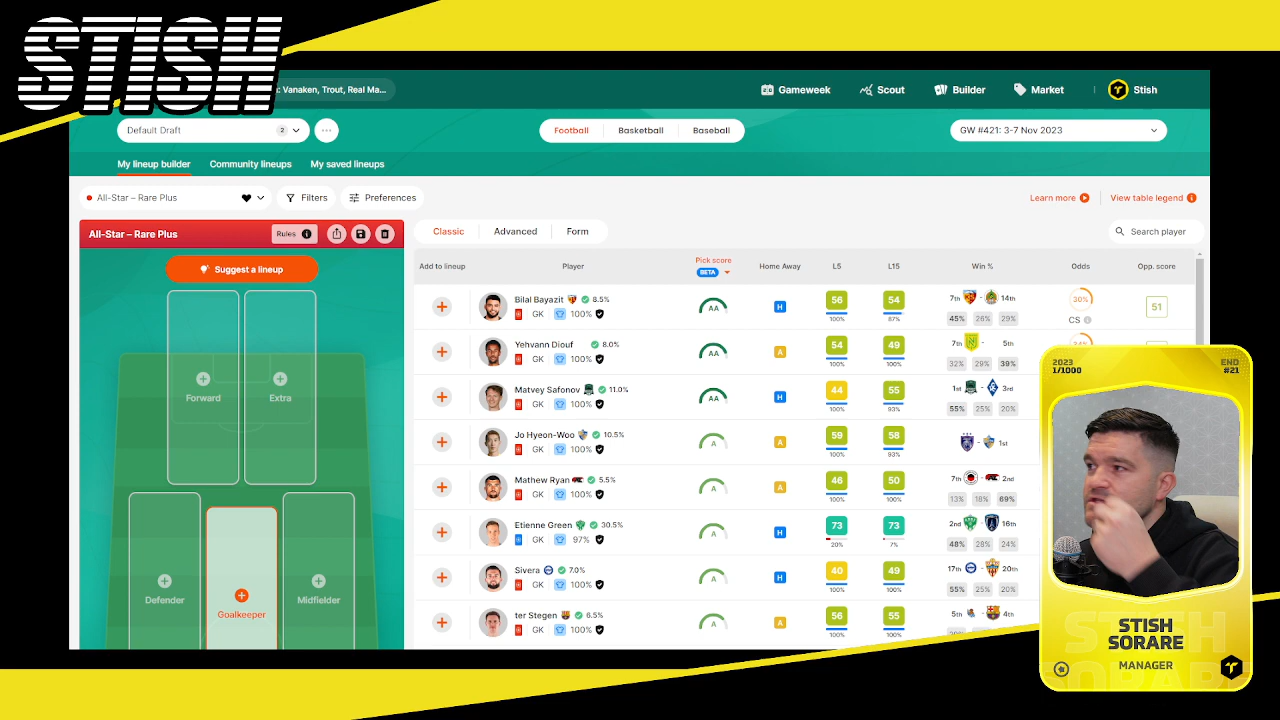 STISH
: Vanaken, Trout, Real Ma...
Gameweek
Scout
Builder
Market
Stish
Default Draft
2
Football
Basketball
Baseball
GW #421: 3-7 Nov 2023
My lineup builder
Community lineups
My saved lineups
All-Star – Rare Plus
Filters
Preferences
Learn more
View table legend
All-Star – Rare Plus
Rules
Classic
Advanced
Form
Search player
Suggest a lineup
Forward
Extra
Defender
Goalkeeper
Midfielder
Add to lineup
Player
Pick score
BETA
Home Away
L5
L15
Win %
Odds
Opp. score
Bilal Bayazit 8.5%
GK 100%
AA
H
56 100%
54 87%
7th 14th
45% 26% 29%
30%
CS
51
Yehvann Diouf 8.0%
GK 100%
AA
A
54 100%
49 100%
7th - 5th
32% 29% 39%
Matvey Safonov 11.0%
GK 100%
AA
H
44 100%
55 93%
1st - 3rd
55% 25% 20%
Jo Hyeon-Woo 10.5%
GK 100%
A
A
59 100%
58 93%
- 1st
Mathew Ryan 5.5%
GK 100%
A
A
46 100%
50 100%
7th - 2nd
13% 18% 69%
Etienne Green 30.5%
GK 97%
A
H
73 20%
73 7%
2nd - 16th
48% 28% 24%
Sivera 7.0%
GK 100%
A
H
40 100%
49 100%
17th - 20th
55% 25% 20%
ter Stegen 6.5%
GK 100%
A
A
56 100%
55 100%
5th - 4th
2023
1/1000
END
#21
STISH
SORARE
MANAGER